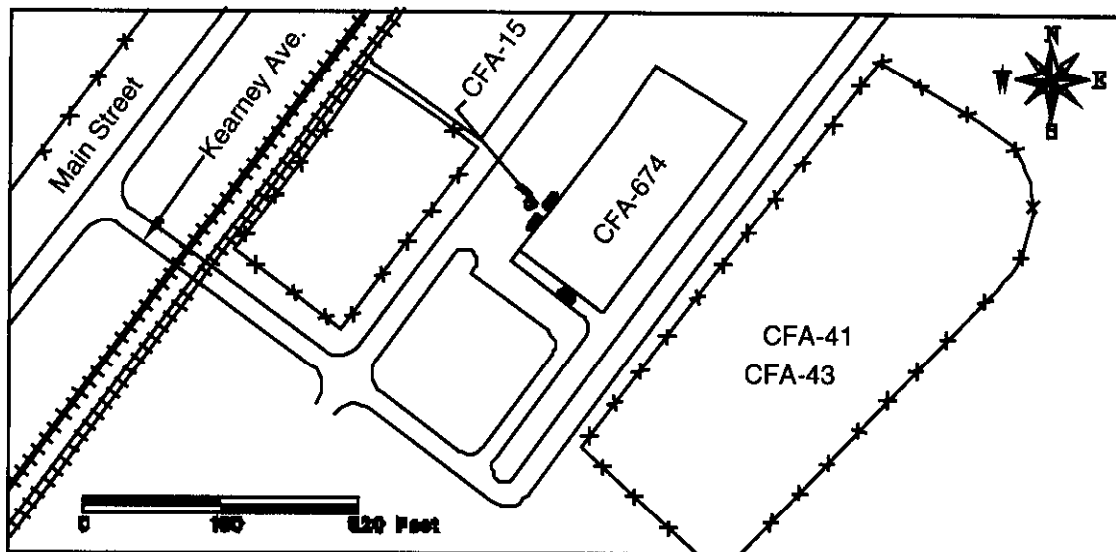 Main Street
Kearney Ave.
CFA-15
CFA-674
CFA-41
CFA-43
N
W
E
S
0
Feet